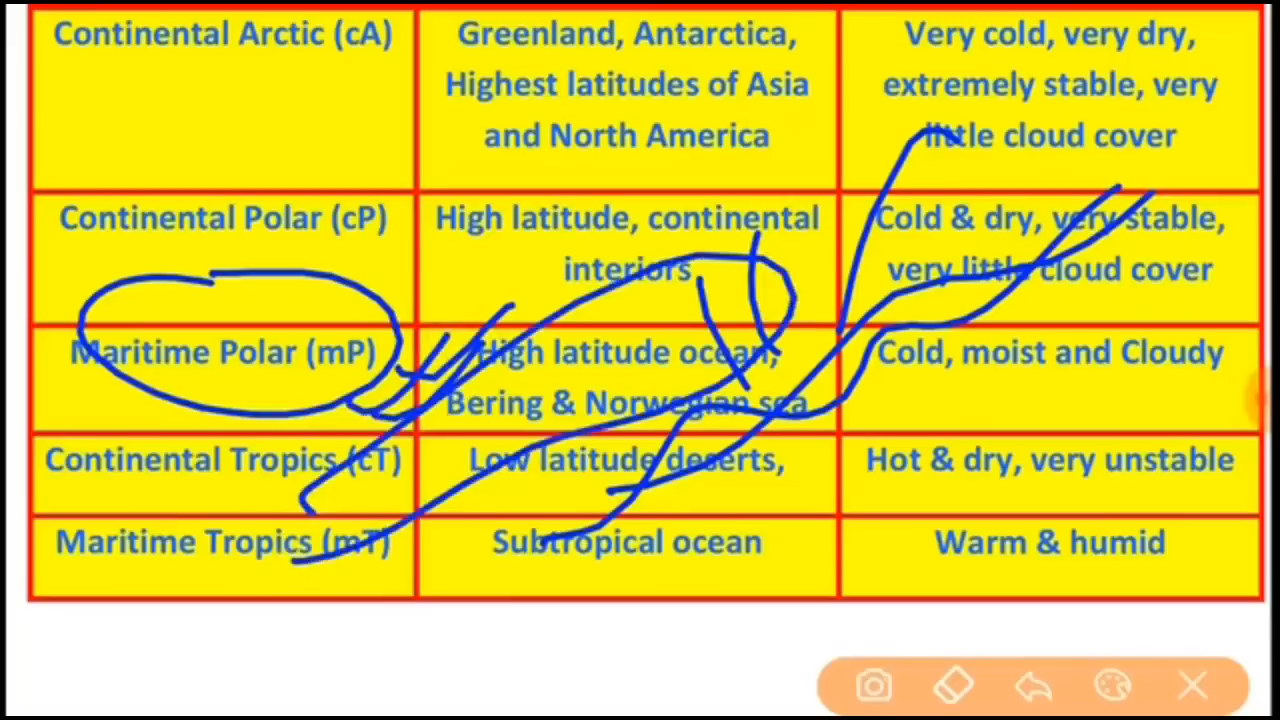 Continental Arctic (cA)
Greenland, Antarctica,
Highest latitudes of Asia
and North America
Very cold, very dry,
extremely stable, very
little cloud cover
Continental Polar (cP)
High latitude, continental
interiors
Cold & dry, very stable,
very little cloud cover
Maritime Polar (mP)
High latitude ocean,
Bering & Norwegian sea
Cold, moist and Cloudy
Continental Tropics (cT)
Low latitude deserts,
Hot & dry, very unstable
Maritime Tropics (mT)
Subtropical ocean
Warm & humid